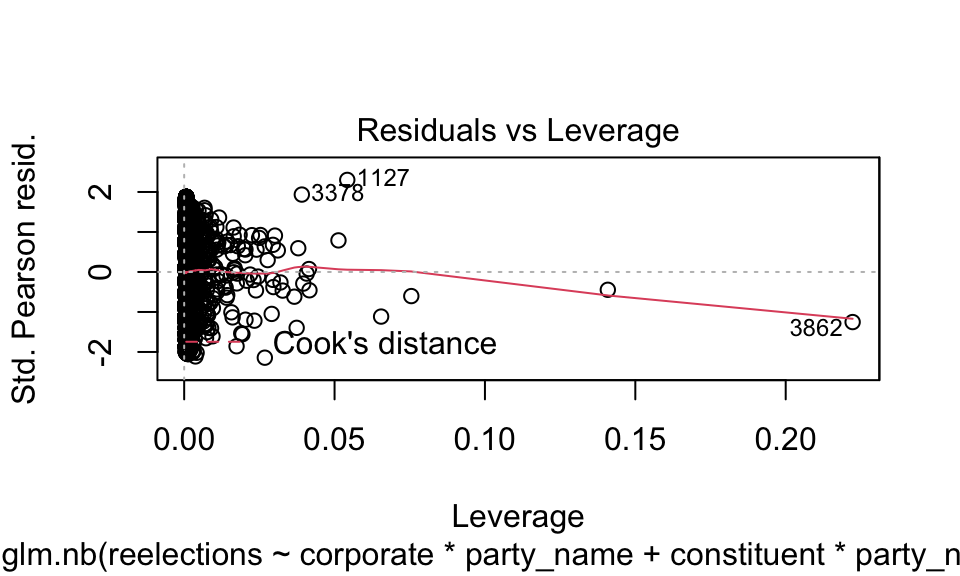 Residuals vs Leverage
Std. Pearson resid.
2
0
-2
1127
3378
3862
Cook's distance
0.00 0.05 0.10 0.15 0.20
Leverage
glm.nb(reelections ~ corporate * party_name + constituent * party_n